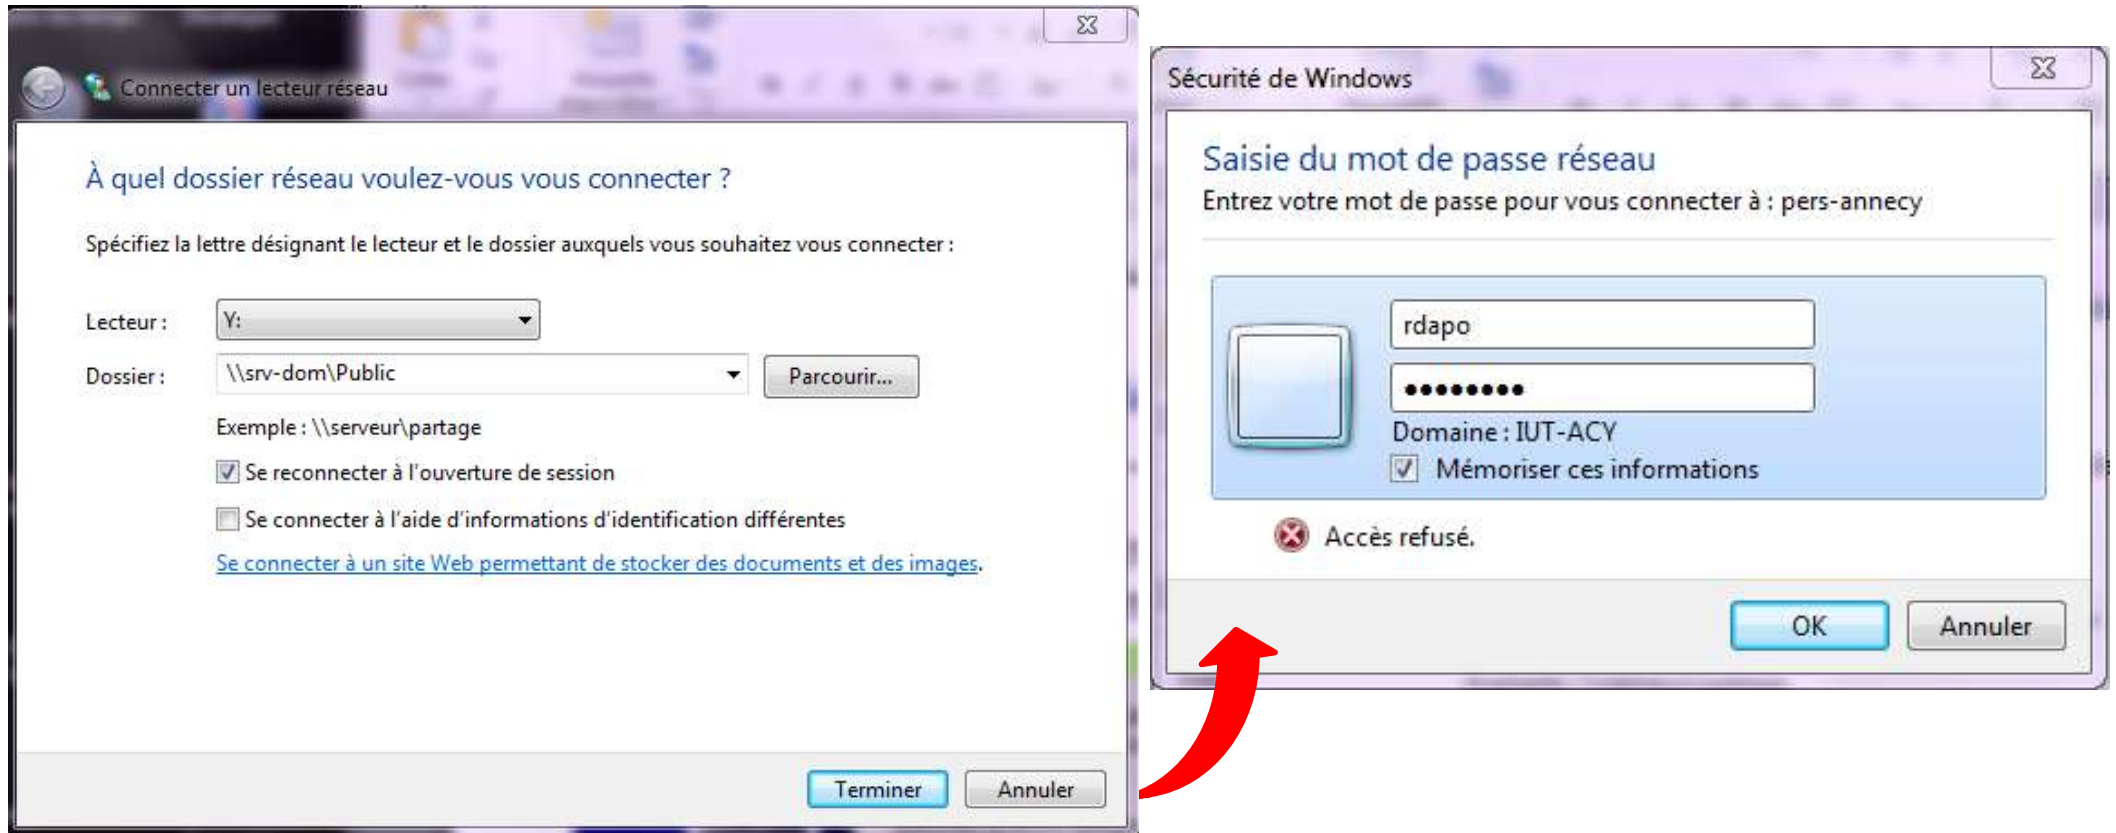 Connecter un lecteur réseau
À quel dossier réseau voulez-vous vous connecter ?
Spécifiez la lettre désignant le lecteur et le dossier auxquels vous souhaitez vous connecter :
Lecteur : Y:
Dossier : \\srv-dom\Public Parcourir...
Exemple : \\serveur\partage
Se reconnecter à l'ouverture de session
Se connecter à l'aide d'informations d'identification différentes
Se connecter à un site Web permettant de stocker des documents et des images.
Terminer Annuler
Sécurité de Windows
Saisie du mot de passe réseau
Entrez votre mot de passe pour vous connecter à : pers-annecy
rdapo
●●●●●●●●
Domaine : IUT-ACY
Mémoriser ces informations
Accès refusé.
OK Annuler